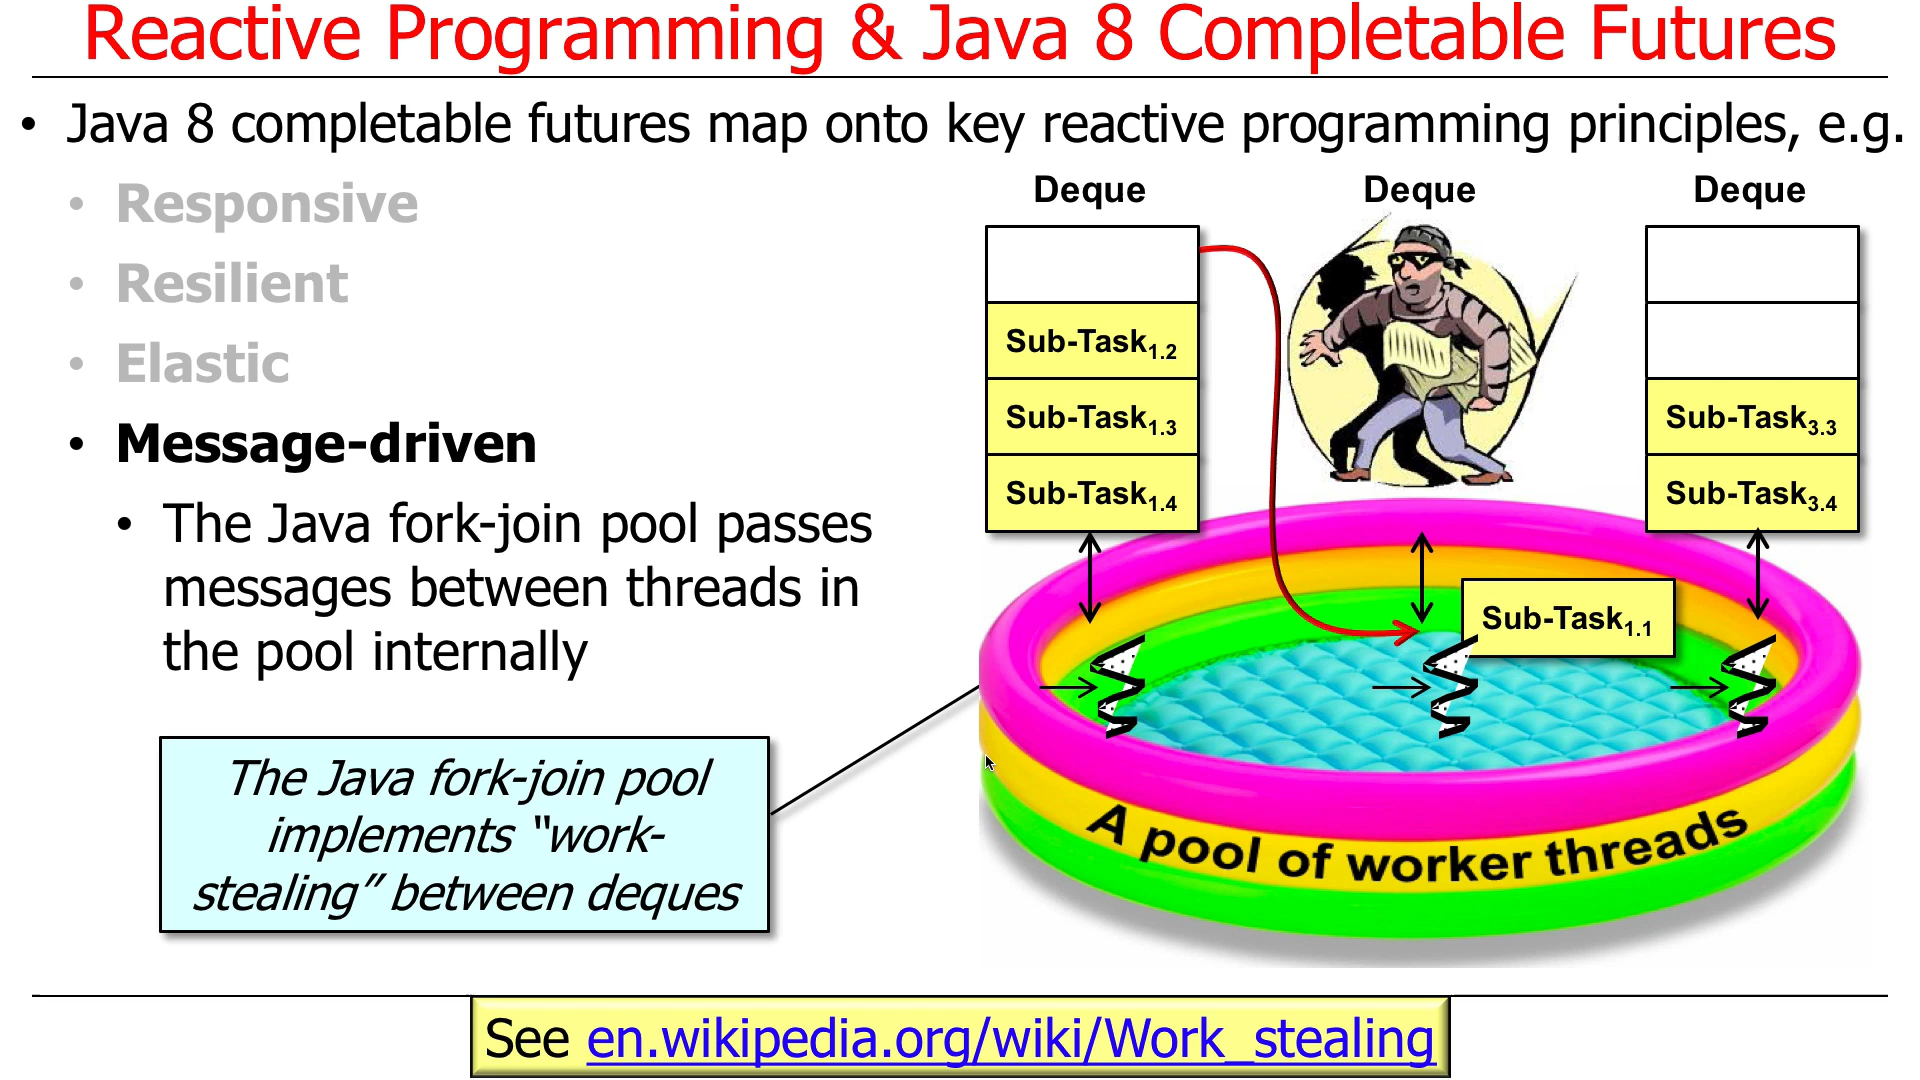 Reactive Programming & Java 8 Completable Futures
• Java 8 completable futures map onto key reactive programming principles, e.g.
• Responsive
• Resilient
• Elastic
• Message-driven
• The Java fork-join pool passes
messages between threads in
the pool internally
The Java fork-join pool
implements “work-
stealing” between deques
Deque
Sub-Task1.2
Sub-Task1.3
Sub-Task1.4
Deque
Sub-Task1.1
Deque
Sub-Task3.3
Sub-Task3.4
A pool of worker threads
See en.wikipedia.org/wiki/Work_stealing